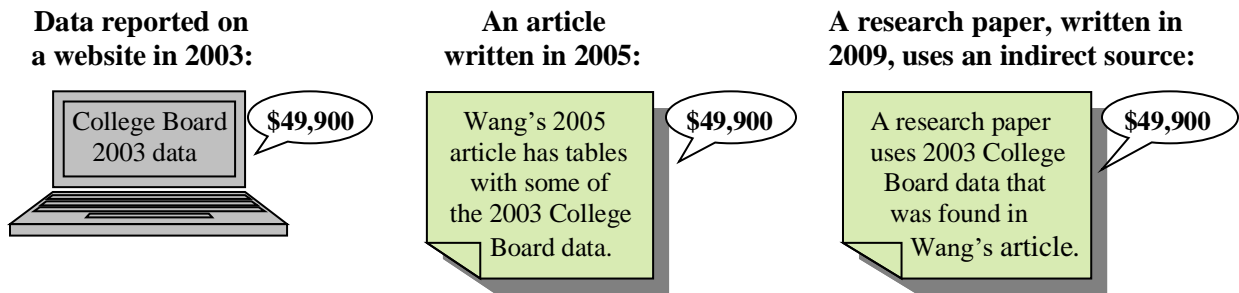 Data reported on
a website in 2003:
College Board
2003 data
$49,900
An article
written in 2005:
Wang's 2005
article has tables
with some of
the 2003 College
Board data.
$49,900
A research paper, written in
2009, uses an indirect source:
A research paper
uses 2003 College
Board data that
was found in
Wang's article.
$49,900